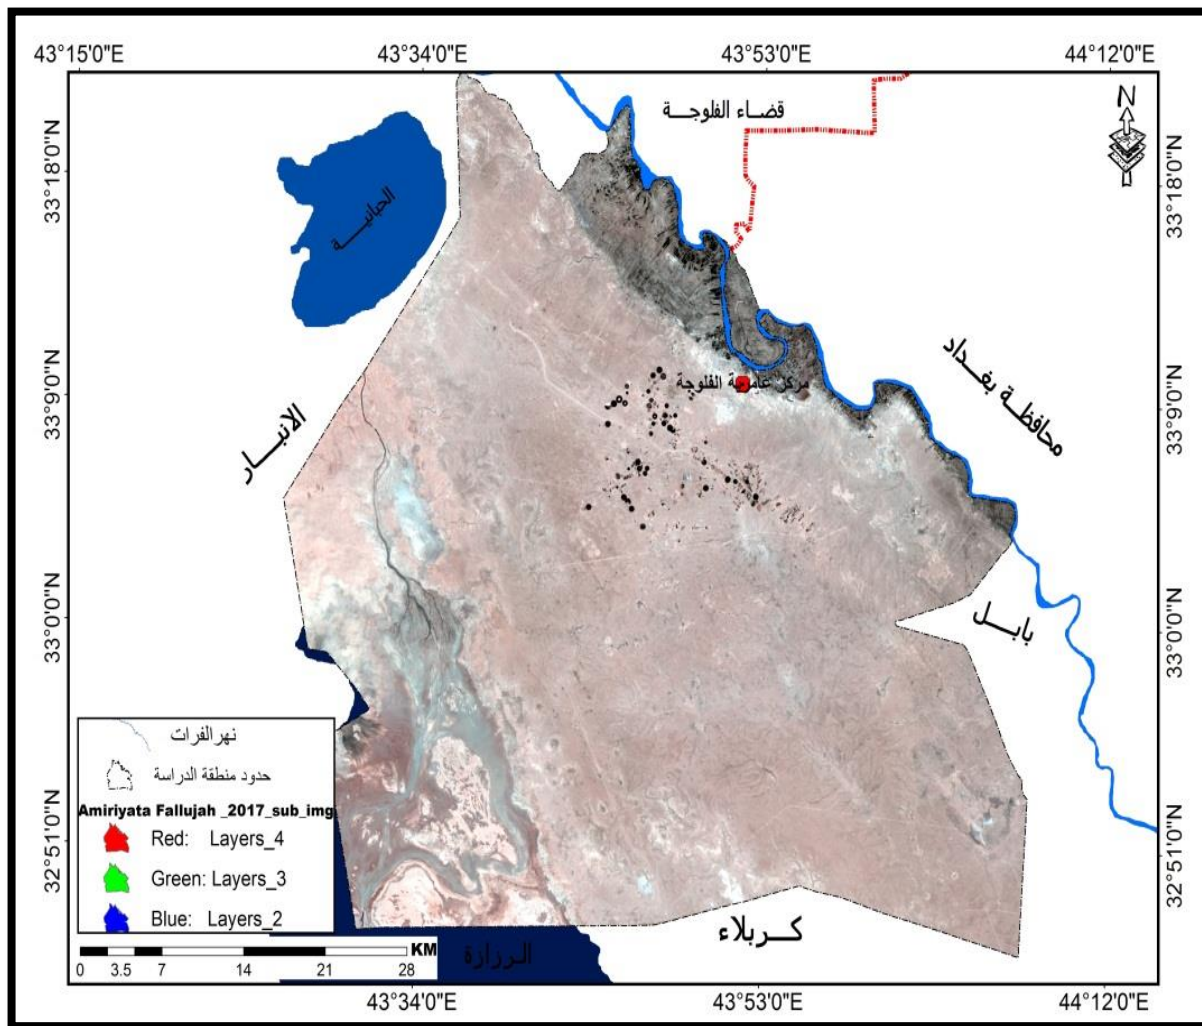 43°15'0"E 43°34'0"E 43°53'0"E 44°12'0"E
N
قضاء الفلوجة
33°18'0"N
33°18'0"N
الحبانية
محافظة بغداد
مركز عامرية الفلوجة
33°9'0"N
33°9'0"N
الانبار
33°0'0"N
33°0'0"N
بابل
نهرالفرات
حدود منطقة الدراسة
Amiriyata Fallujah _2017_sub_img
Red: Layers_4
Green: Layers_3
Blue: Layers_2
32°51'0"N
32°51'0"N
كربلاء
KM
0 3.5 7 14 21 28
الرزازة
43°34'0"E 43°53'0"E 44°12'0"E